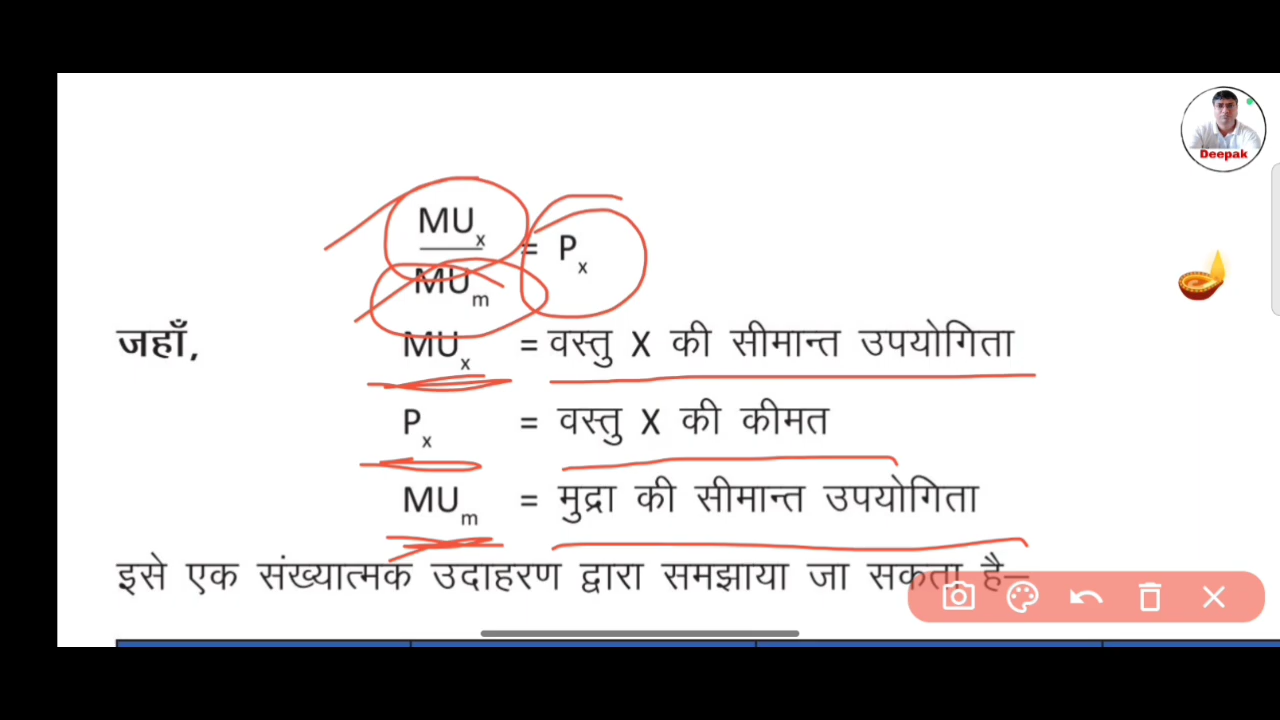 Deepak
MUx
___ = Px
MUm
जहाँ, MUx = वस्तु X की सीमान्त उपयोगिता
Px = वस्तु X की कीमत
MUm = मुद्रा की सीमान्त उपयोगिता
इसे एक संख्यात्मक उदाहरण द्वारा समझाया जा सकता है–